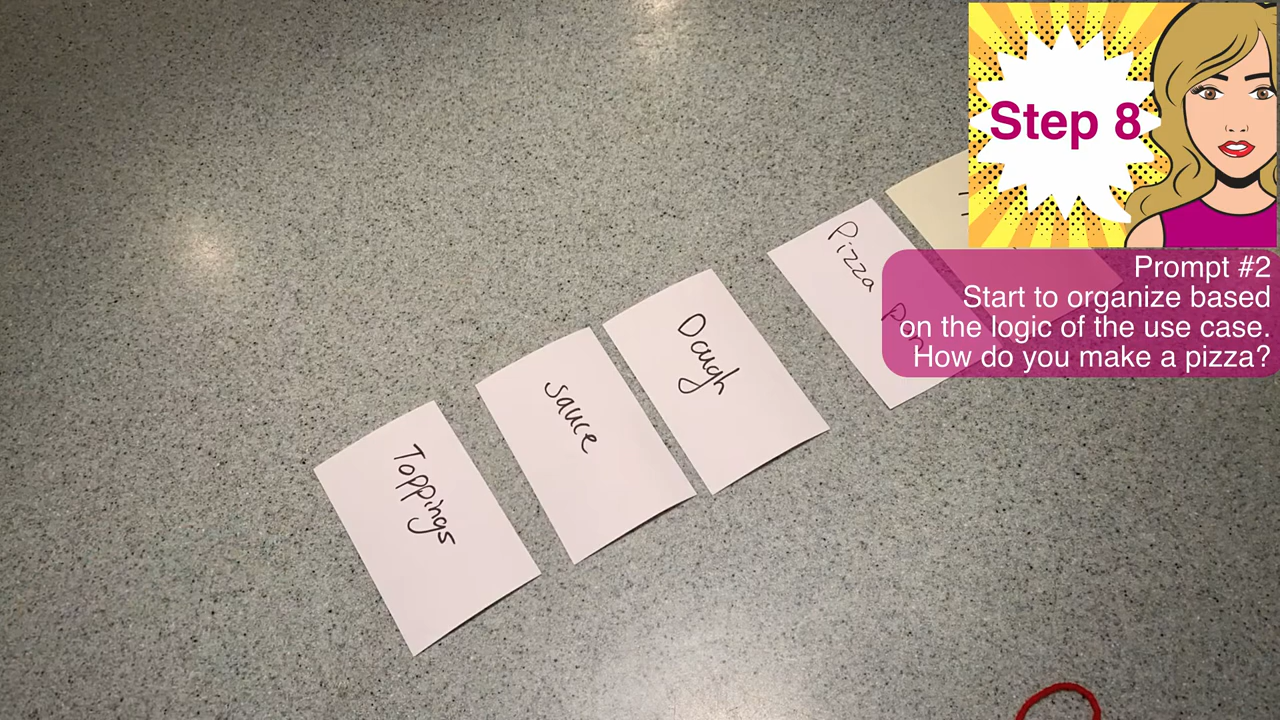 Step 8
Prompt #2
Start to organize based
on the logic of the use case.
How do you make a pizza?
Pizza
Pan
Dough
sauce
Toppings